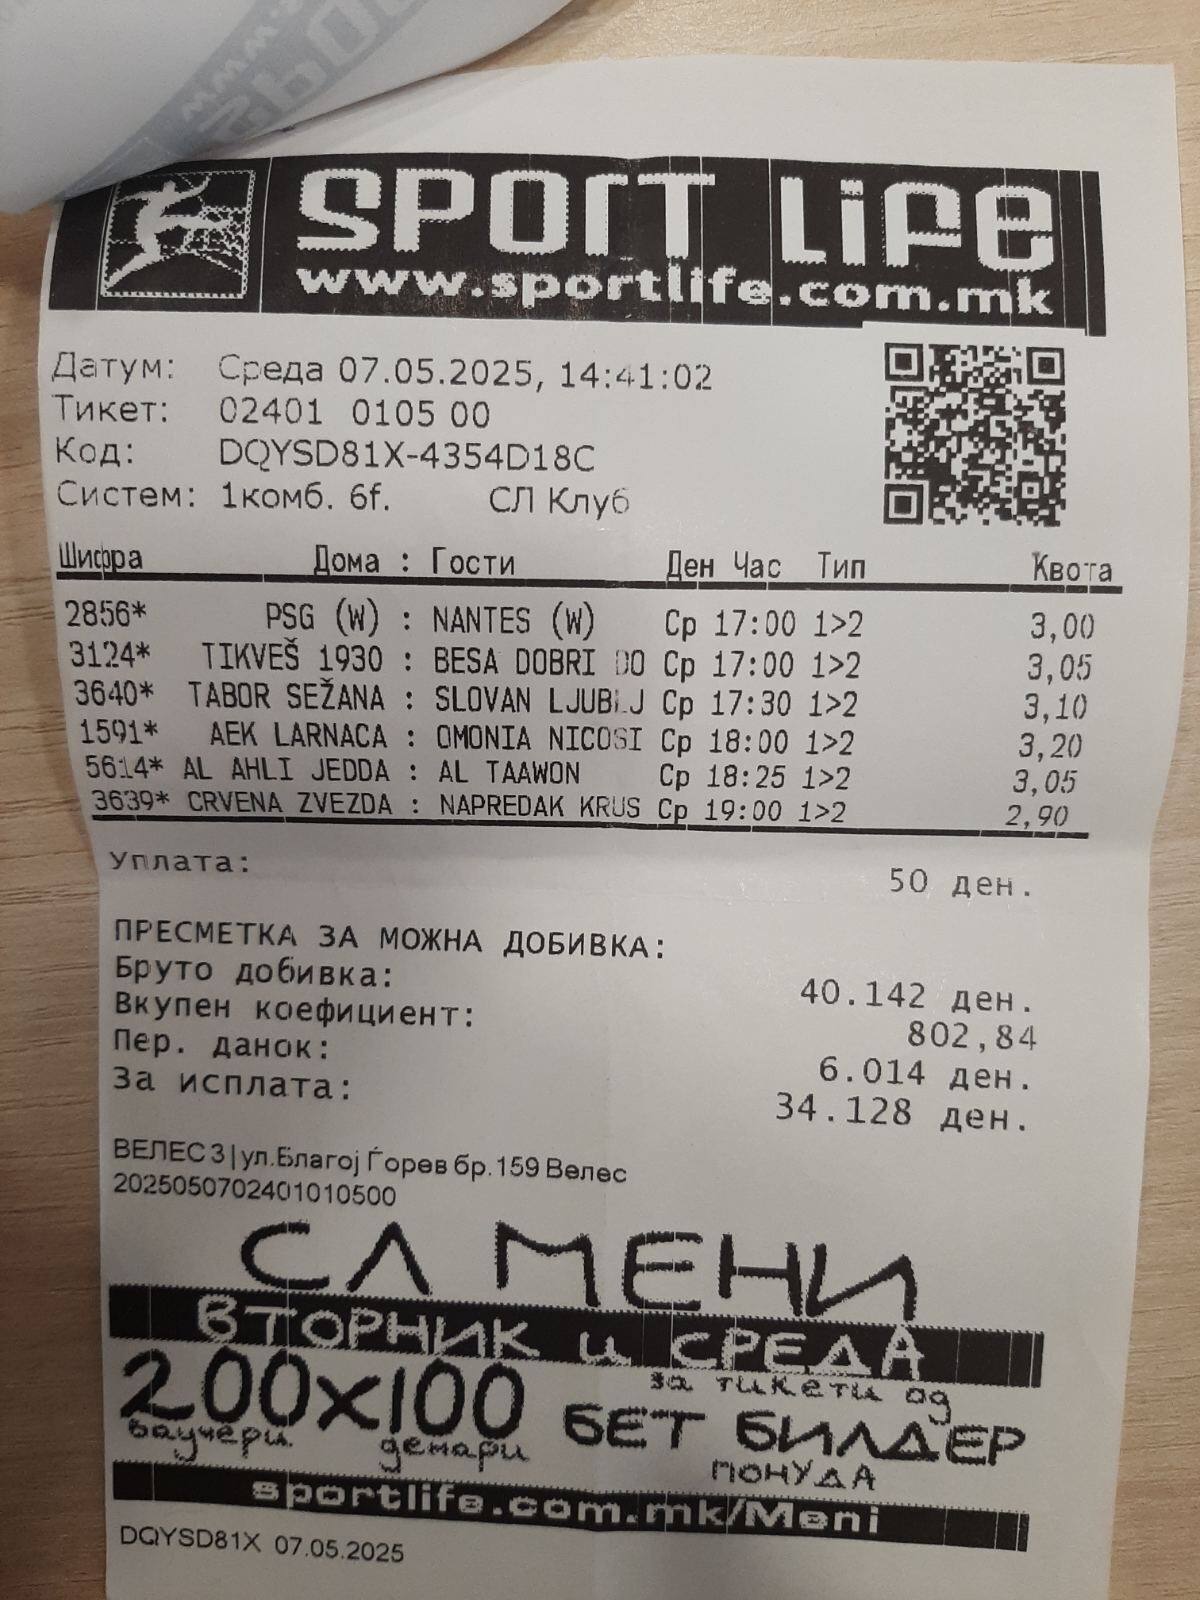 SPORT LIFE
www.sportlife.com.mk
Датум: Среда 07.05.2025, 14:41:02
Тикет: 02401 0105 00
Код: DQYSD81X-4354D18C
Систем: 1комб. 6f. СЛ Клуб
Шифра Дома : Гости Ден Час Тип Квота
2856* PSG (W) : NANTES (W) Ср 17:00 1>2 3,00
3124* TIKVEŠ 1930 : BESA DOBRI DO Ср 17:00 1>2 3,05
3640* TABOR SEŽANA : SLOVAN LJUBLJ Ср 17:30 1>2 3,10
1591* AEK LARNACA : OMONIA NICOSI Ср 18:00 1>2 3,20
5614* AL AHLI JEDDA : AL TAAWON Ср 18:25 1>2 3,05
3639* CRVENA ZVEZDA : NAPREDAK KRUS Ср 19:00 1>2 2,90
Уплата: 50 ден.
ПРЕСМЕТКА ЗА МОЖНА ДОБИВКА:
Бруто добивка: 40.142 ден.
Вкупен коефициент: 802,84
Пер. данок: 6.014 ден.
За исплата: 34.128 ден.
ВЕЛЕС 3|ул.Благој Ѓорев бр.159 Велес
2025050702401010500
СЛ МЕНИ
ВТОРНИК и СРЕДА
200x100 за тикети од
ваучери денари БЕТ БИЛДЕР
ПОНУДА
sportlife.com.mk/Meni
DQYSD81X 07.05.2025